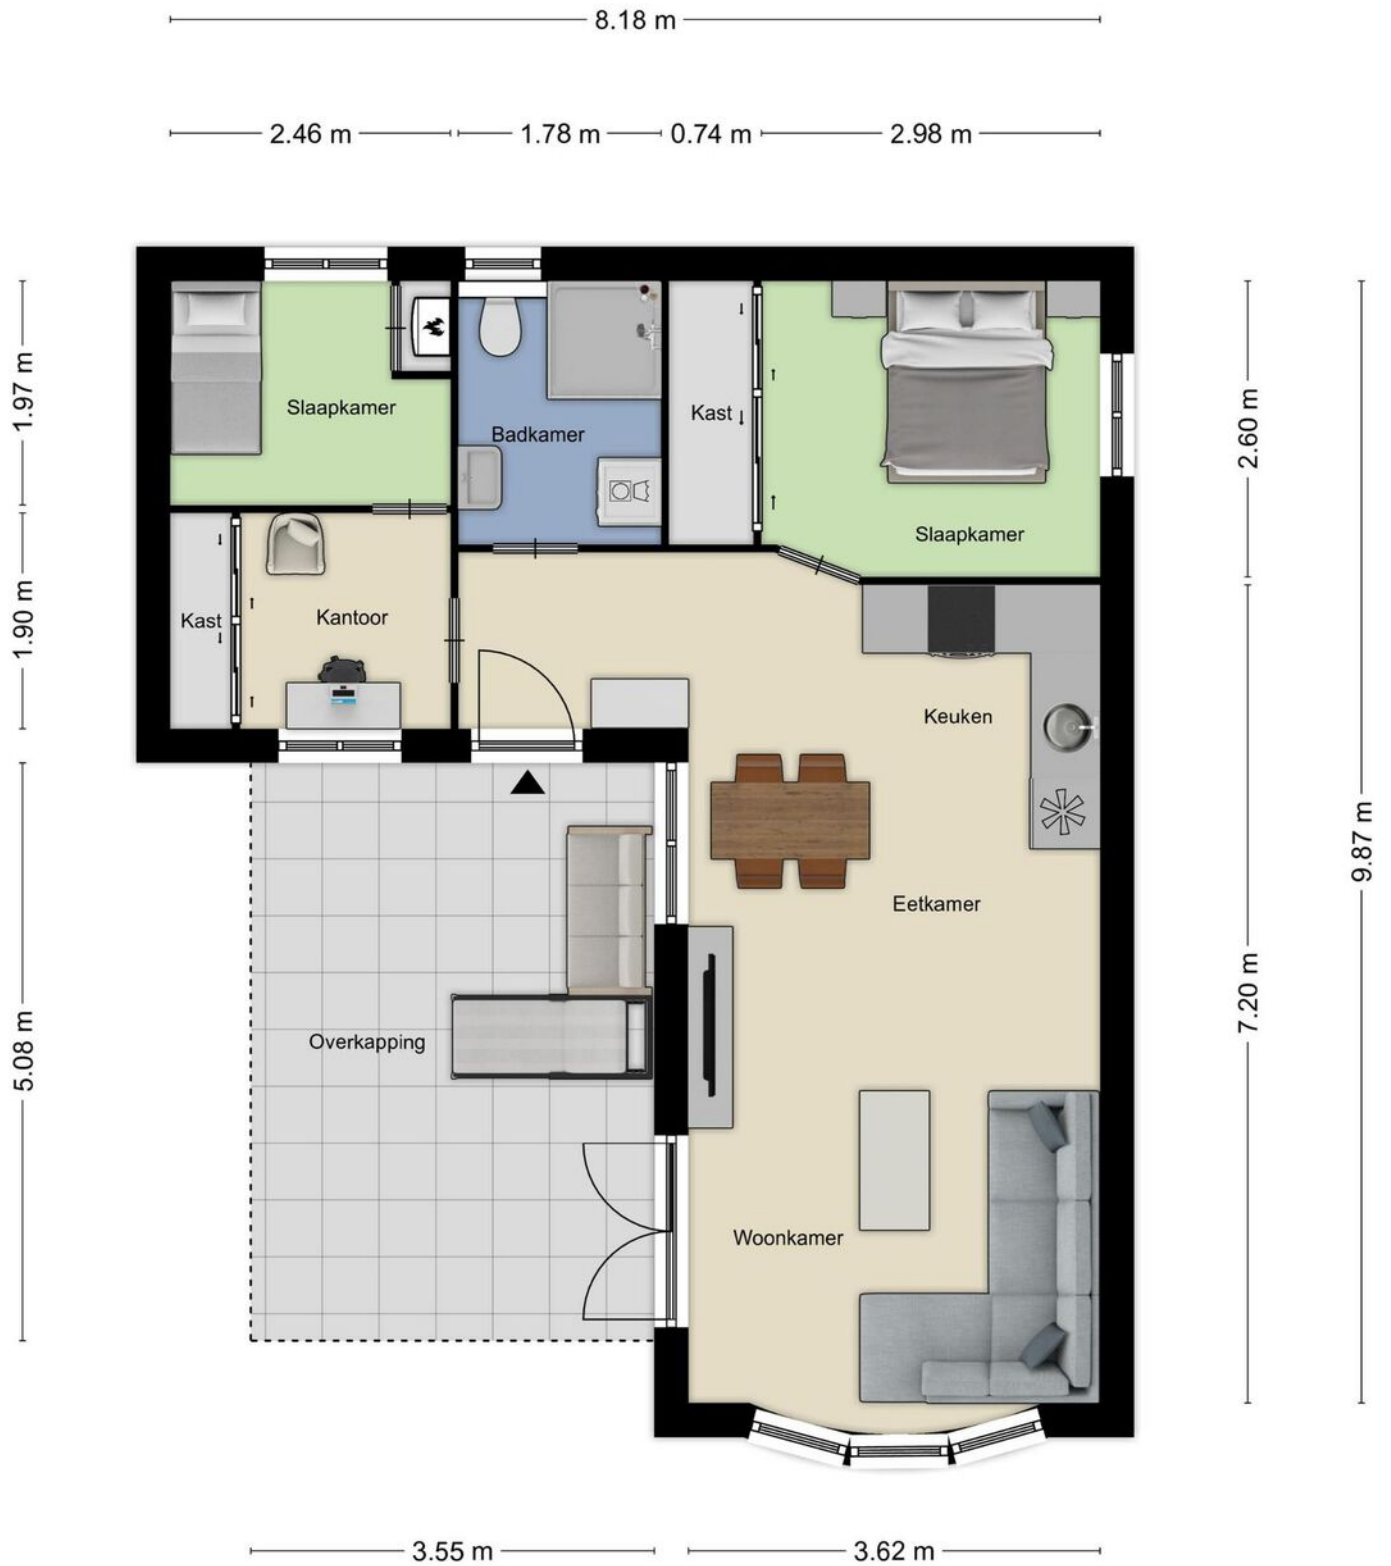 8.18 m
2.46 m
1.78 m
0.74 m
2.98 m
1.97 m
Slaapkamer
Badkamer
Kast
2.60 m
Slaapkamer
1.90 m
Kast
Kantoor
Keuken
9.87 m
Eetkamer
7.20 m
5.08 m
Overkapping
Woonkamer
3.55 m
3.62 m